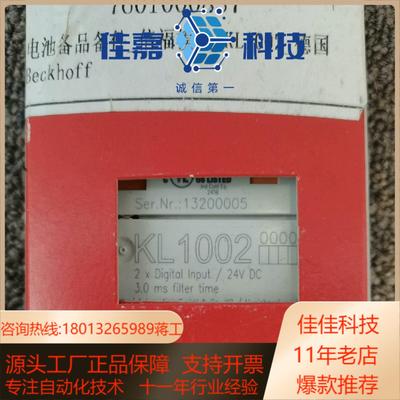 佳嘉 科技
诚信第一
电池备品备
德国
Beckhoff
US LISTED
Ser.Nr.: 13200005
KL1002
2 x Digital Input / 24V DC
3,0 ms filter time
咨询热线:18013265989蒋工
源头工厂正品保障 支持开票
专注自动化技术 十一年行业经验
佳佳科技
11年老店
爆款推荐